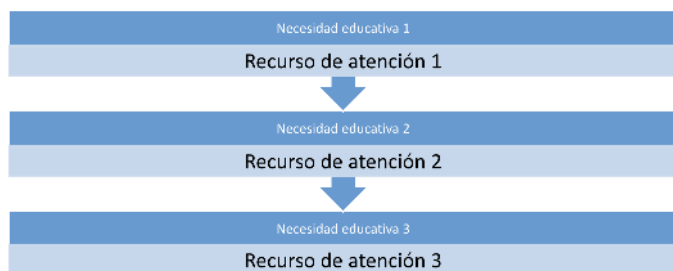 Necesidad educativa 1
Recurso de atención 1
Necesidad educativa 2
Recurso de atención 2
Necesidad educativa 3
Recurso de atención 3